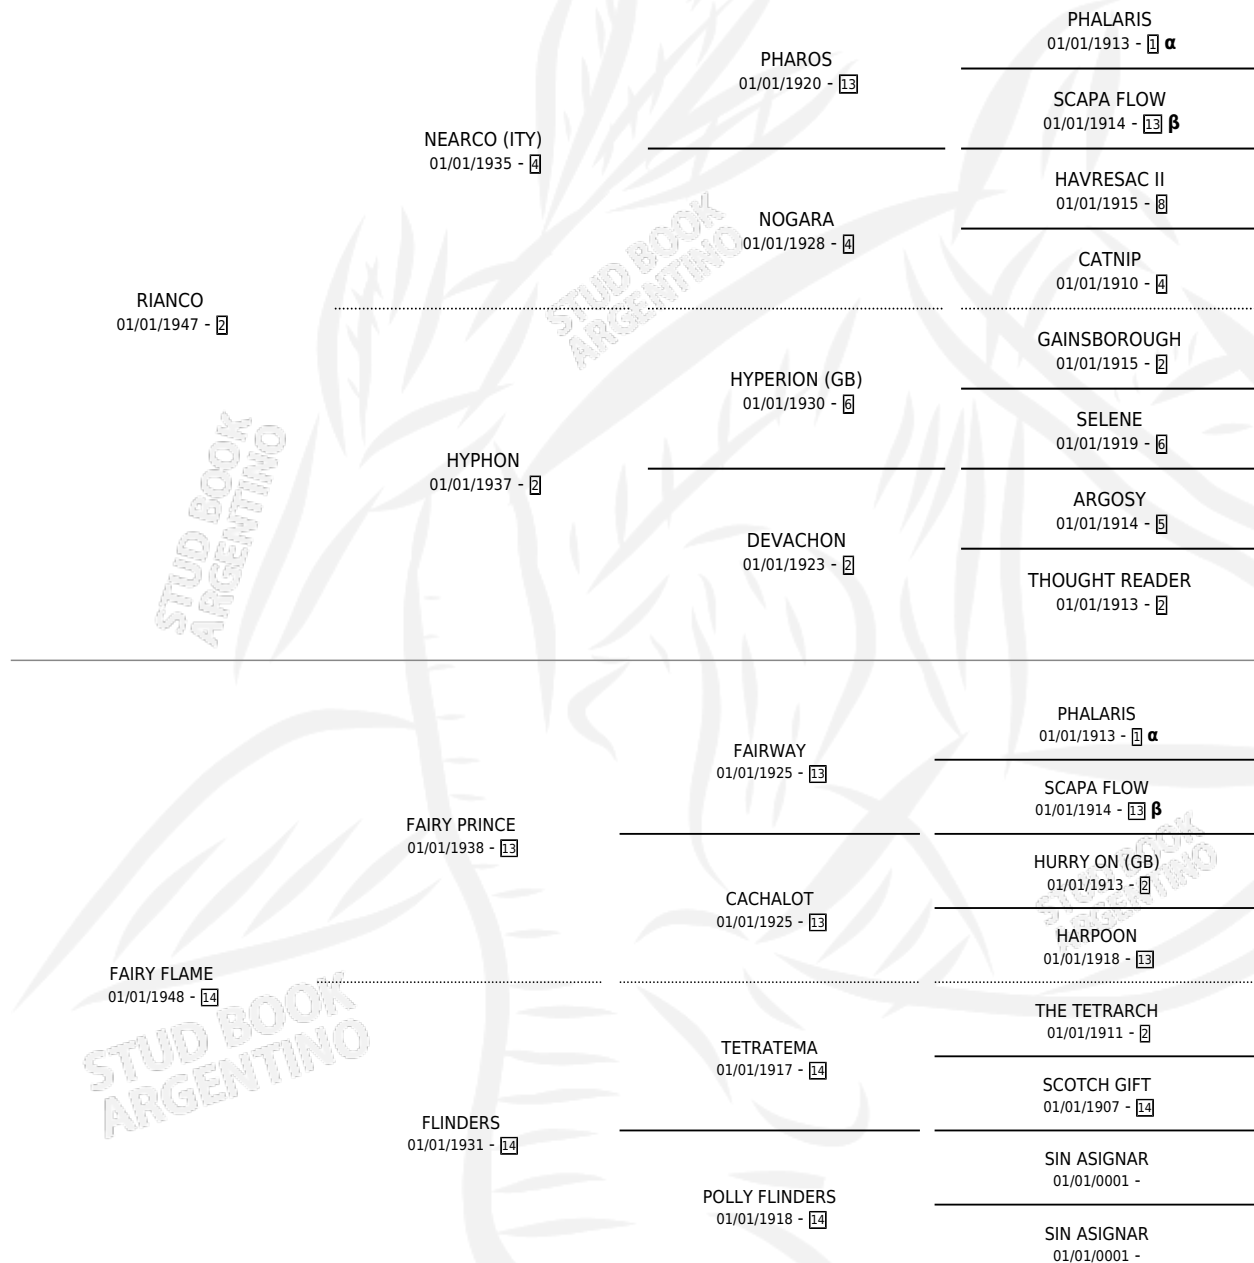 PHALARIS
01/01/1913 - 1 α
PHAROS
01/01/1920 - 13
SCAPA FLOW
01/01/1914 - 13 β
NEARCO (ITY)
01/01/1935 - 4
HAVRESAC II
01/01/1915 - 8
NOGARA
01/01/1928 - 4
CATNIP
01/01/1910 - 4
RIANCO
01/01/1947 - 2
GAINSBOROUGH
01/01/1915 - 2
HYPERION (GB)
01/01/1930 - 6
SELENE
01/01/1919 - 6
HYPHON
01/01/1937 - 2
ARGOSY
01/01/1914 - 5
DEVACHON
01/01/1923 - 2
THOUGHT READER
01/01/1913 - 2
STUD BOOK
ARGENTINO
STUD BOOK
ARGENTINO
PHALARIS
01/01/1913 - 1 α
FAIRWAY
01/01/1925 - 13
SCAPA FLOW
01/01/1914 - 13 β
FAIRY PRINCE
01/01/1938 - 13
HURRY ON (GB)
01/01/1913 - 2
CACHALOT
01/01/1925 - 13
HARPOON
01/01/1918 - 13
FAIRY FLAME
01/01/1948 - 14
THE TETRARCH
01/01/1911 - 2
TETRATEMA
01/01/1917 - 14
SCOTCH GIFT
01/01/1907 - 14
FLINDERS
01/01/1931 - 14
SIN ASIGNAR
01/01/0001 -
POLLY FLINDERS
01/01/1918 - 14
SIN ASIGNAR
01/01/0001 -
STUD BOOK
ARGENTINO
STUD BOOK
ARGENTINO